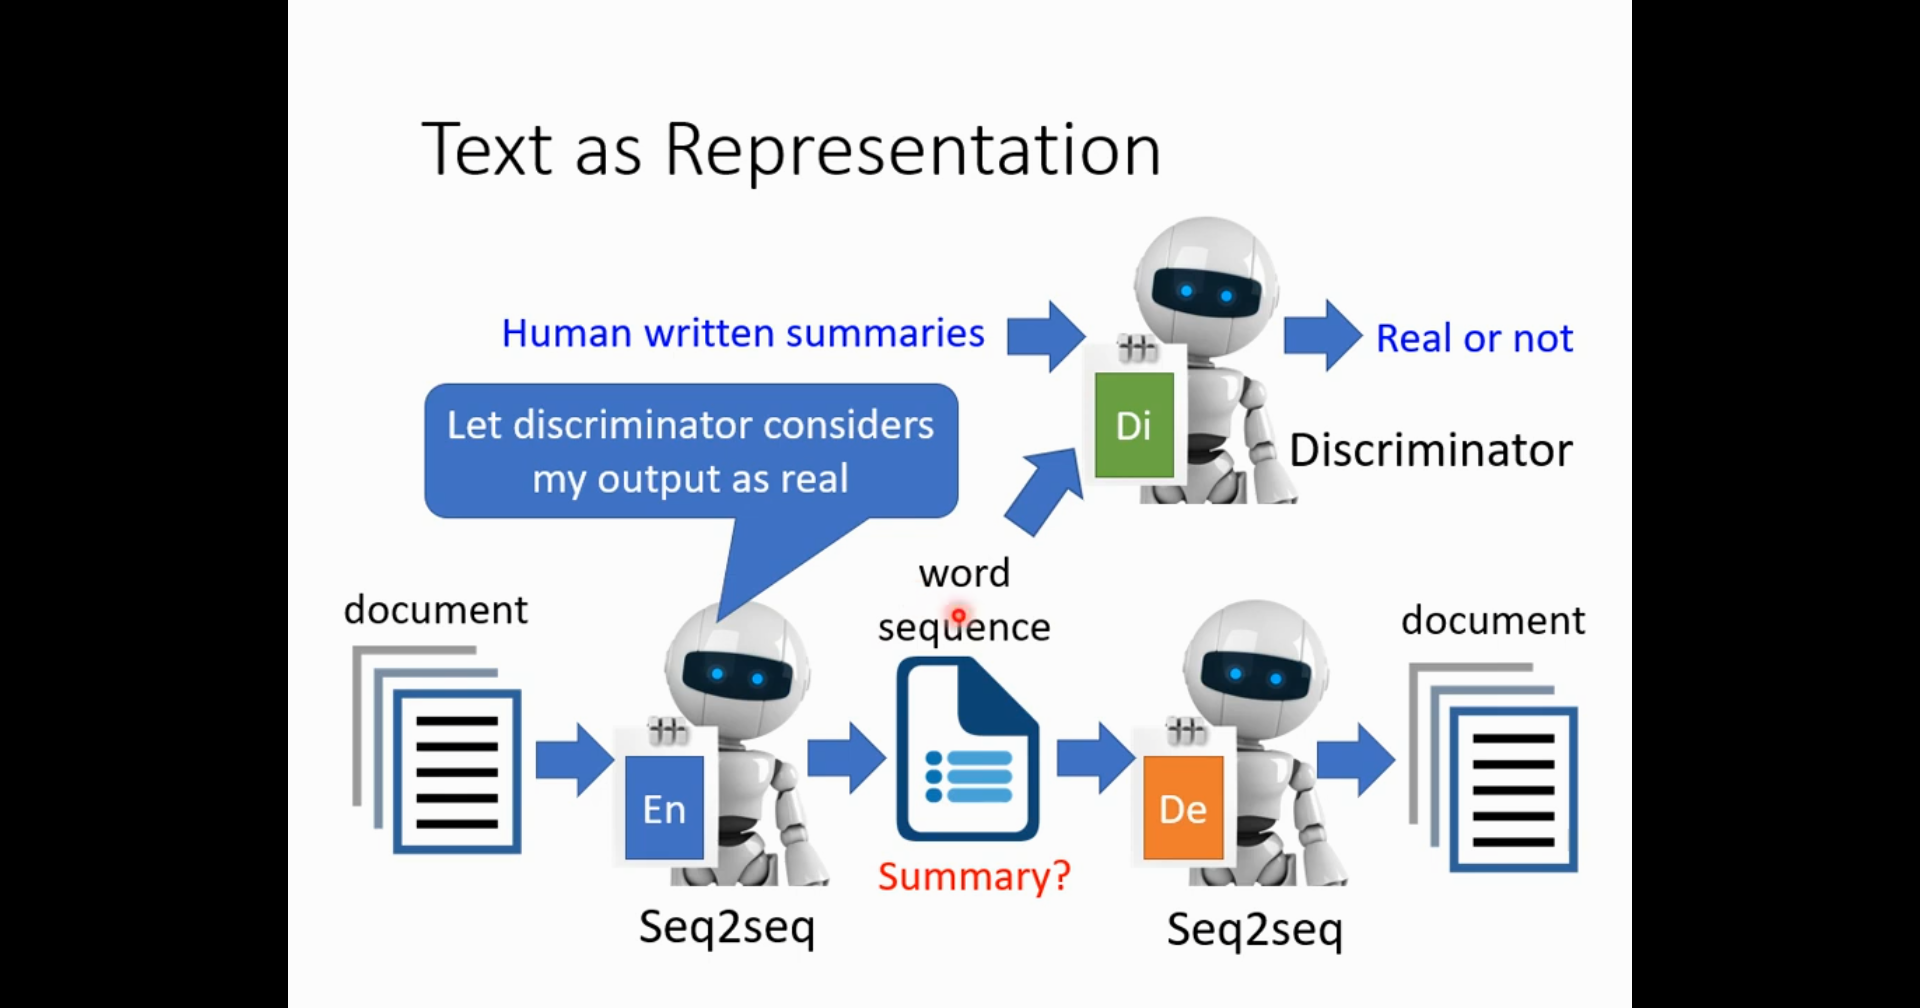 Text as Representation
Human written summaries
Real or not
Let discriminator considers
my output as real
Di
Discriminator
word
sequence
document
document
En
De
Summary?
Seq2seq
Seq2seq